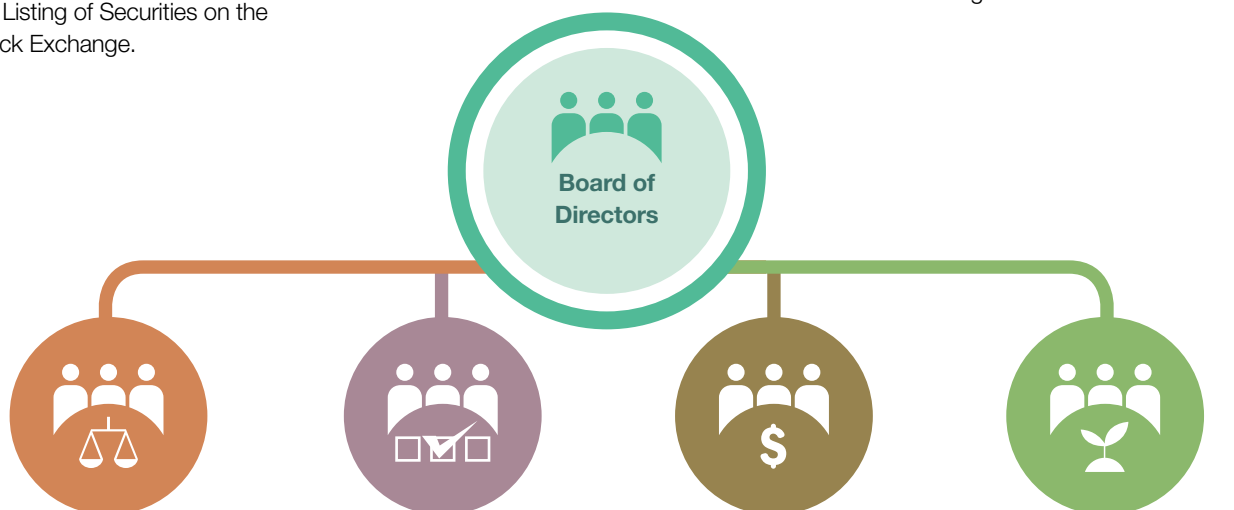 Listing of Securities on the
ck Exchange.
Board of
Directors